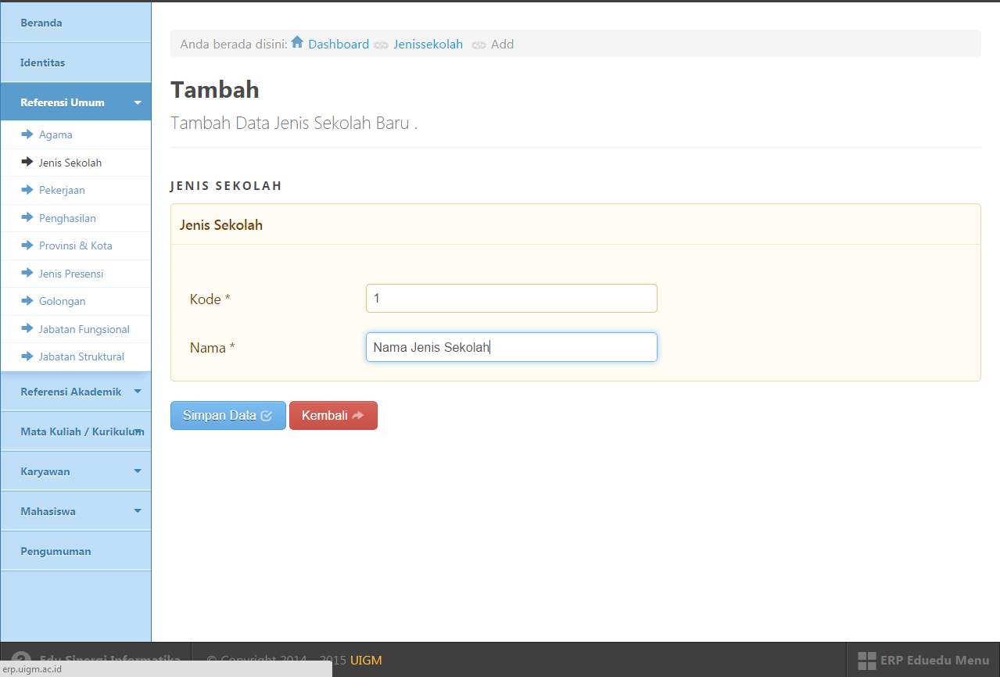 Beranda
Identitas
Referensi Umum
Agama
Jenis Sekolah
Pekerjaan
Penghasilan
Provinsi & Kota
Jenis Presensi
Golongan
Jabatan Fungsional
Jabatan Struktural
Referensi Akademik
Mata Kuliah / Kurikulum
Karyawan
Mahasiswa
Pengumuman
Anda berada disini: Dashboard Jenissekolah Add
Tambah
Tambah Data Jenis Sekolah Baru .
JENIS SEKOLAH
Jenis Sekolah
Kode * 1
Nama * Nama Jenis Sekolah
Simpan Data Kembali
? Edu Sinergi Informatika © Copyright 2014 - 2015 UIGM ERP Eduedu Menu
erp.uigm.ac.id